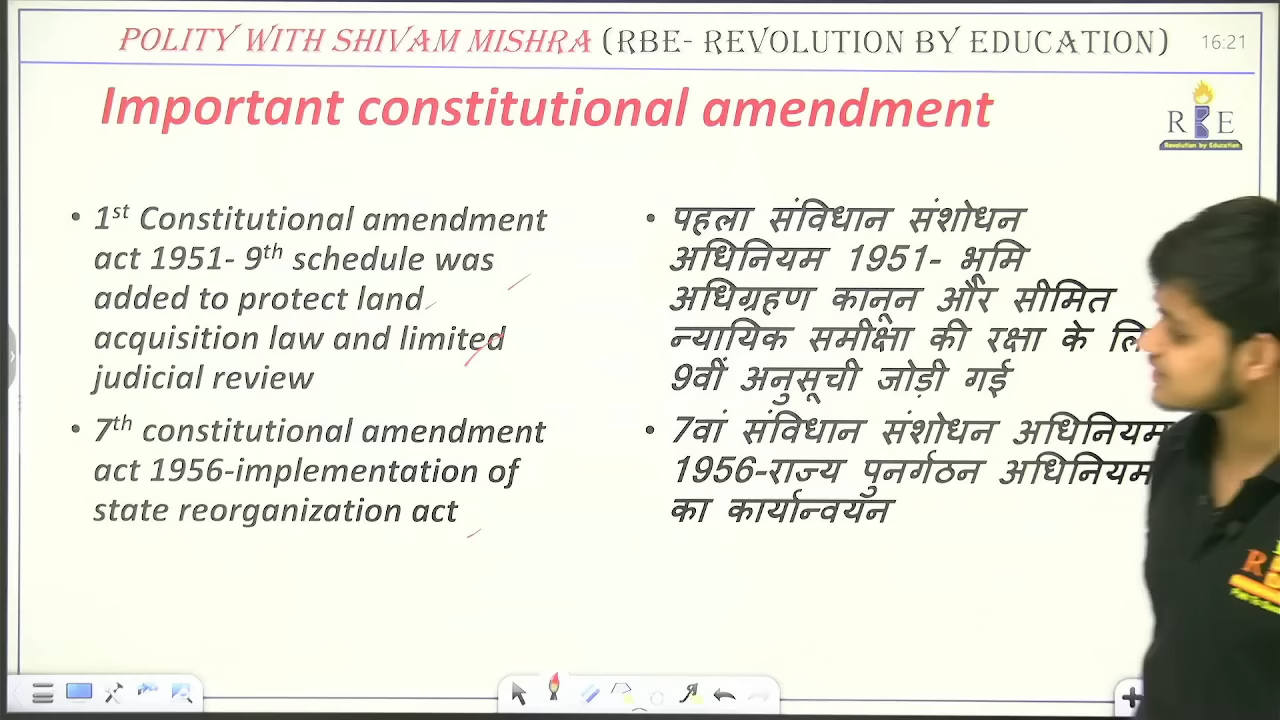 POLITY WITH SHIVAM MISHRA (RBE- REVOLUTION BY EDUCATION)
16:21
Important constitutional amendment
RBE
Revolution by Education
• 1st Constitutional amendment
act 1951- 9th schedule was
added to protect land
acquisition law and limited
judicial review
• 7th constitutional amendment
act 1956-implementation of
state reorganization act
• पहला संविधान संशोधन
अधिनियम 1951- भूमि
अधिग्रहण कानून और सीमित
न्यायिक समीक्षा की रक्षा के
9वीं अनुसूची जोड़ी गई
• 7वां संविधान संशोधन अधिनियम
1956-राज्य पुनर्गठन अधिनियम
का कार्यान्वयन